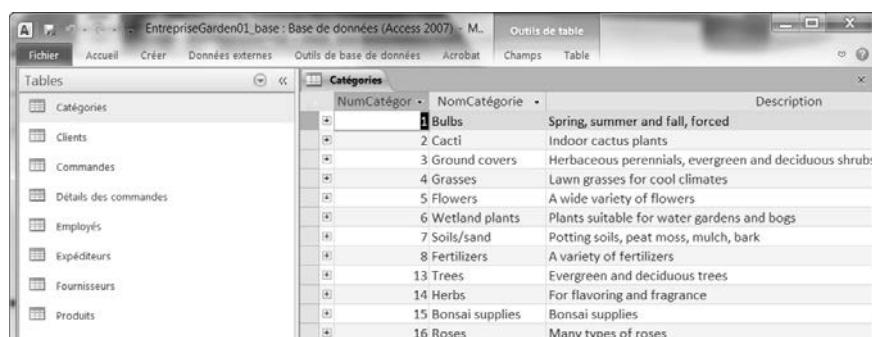 EntrepriseGarden01_base : Base de données (Access 2007) - M..
Outils de table
Fichier Accueil Créer Données externes Outils de base de données Acrobat Champs Table
Tables
Catégories
Clients
Commandes
Détails des commandes
Employés
Expéditeurs
Fournisseurs
Produits
Catégories
NumCatégor NomCatégorie Description
1 Bulbs Spring, summer and fall, forced
2 Cacti Indoor cactus plants
3 Ground covers Herbaceous perennials, evergreen and deciduous shrubs
4 Grasses Lawn grasses for cool climates
5 Flowers A wide variety of flowers
6 Wetland plants Plants suitable for water gardens and bogs
7 Soils/sand Potting soils, peat moss, mulch, bark
8 Fertilizers A variety of fertilizers
13 Trees Evergreen and deciduous trees
14 Herbs For flavoring and fragrance
15 Bonsai supplies Bonsai supplies
16 Roses Many types of roses